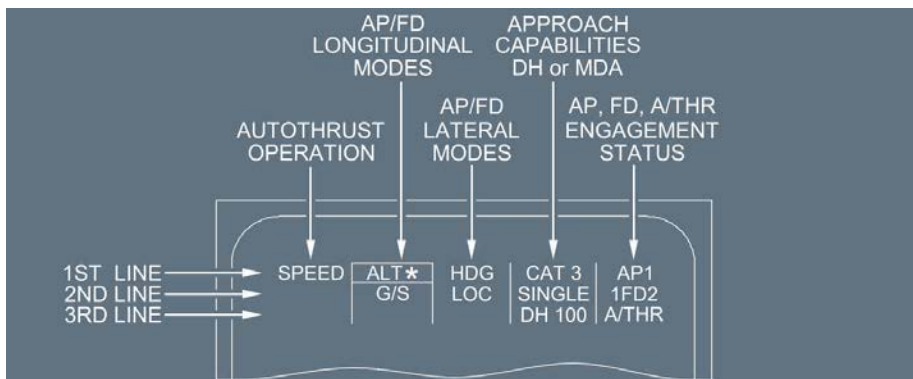 AP/FD
LONGITUDINAL
MODES
APPROACH
CAPABILITIES
DH or MDA
AUTOTHRUST
OPERATION
AP/FD
LATERAL
MODES
AP, FD, A/THR
ENGAGEMENT
STATUS
1ST LINE
2ND LINE
3RD LINE
SPEED
ALT*
G/S
HDG
LOC
CAT 3
SINGLE
DH 100
AP1
1FD2
A/THR